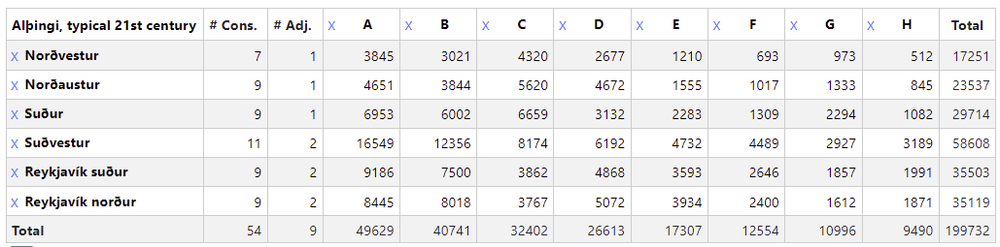 Alþingi, typical 21st century # Cons. # Adj. X A X B X C X D X E X F X G X H Total
X Norðvestur 7 1 3845 3021 4320 2677 1210 693 973 512 17251
X Norðaustur 9 1 4651 3844 5620 4672 1555 1017 1333 845 23537
X Suður 9 1 6953 6002 6659 3132 2283 1309 2294 1082 29714
X Suðvestur 11 2 16549 12356 8174 6192 4732 4489 2927 3189 58608
X Reykjavík suður 9 2 9186 7500 3862 4868 3593 2646 1857 1991 35503
X Reykjavík norður 9 2 8445 8018 3767 5072 3934 2400 1612 1871 35119
Total 54 9 49629 40741 32402 26613 17307 12554 10996 9490 199732